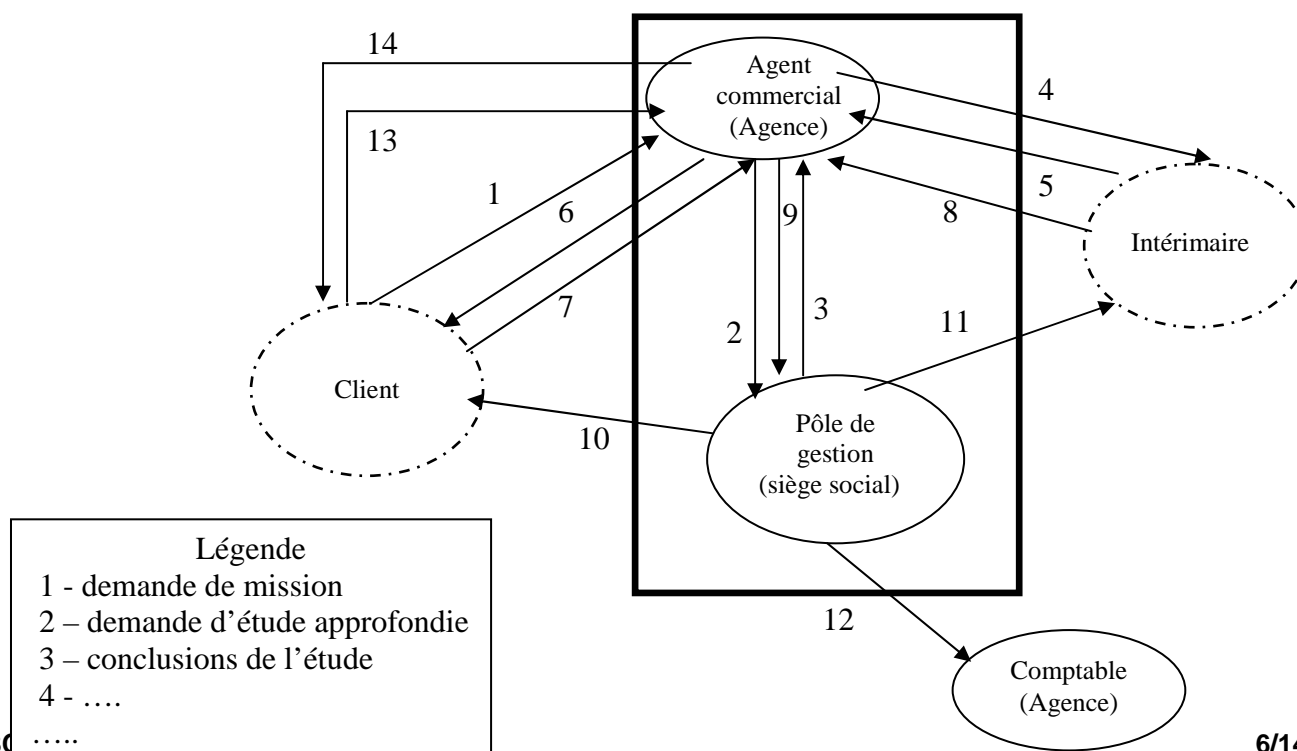 14
Agent
commercial
(Agence)
4
13
1
6
9
5
8
Intérimaire
7
2
3
11
Client
10
Pôle de
gestion
(siège social)
12
Légende
1 - demande de mission
2 – demande d'étude approfondie
3 – conclusions de l'étude
4 - ….
…..
Comptable
(Agence)
6/14